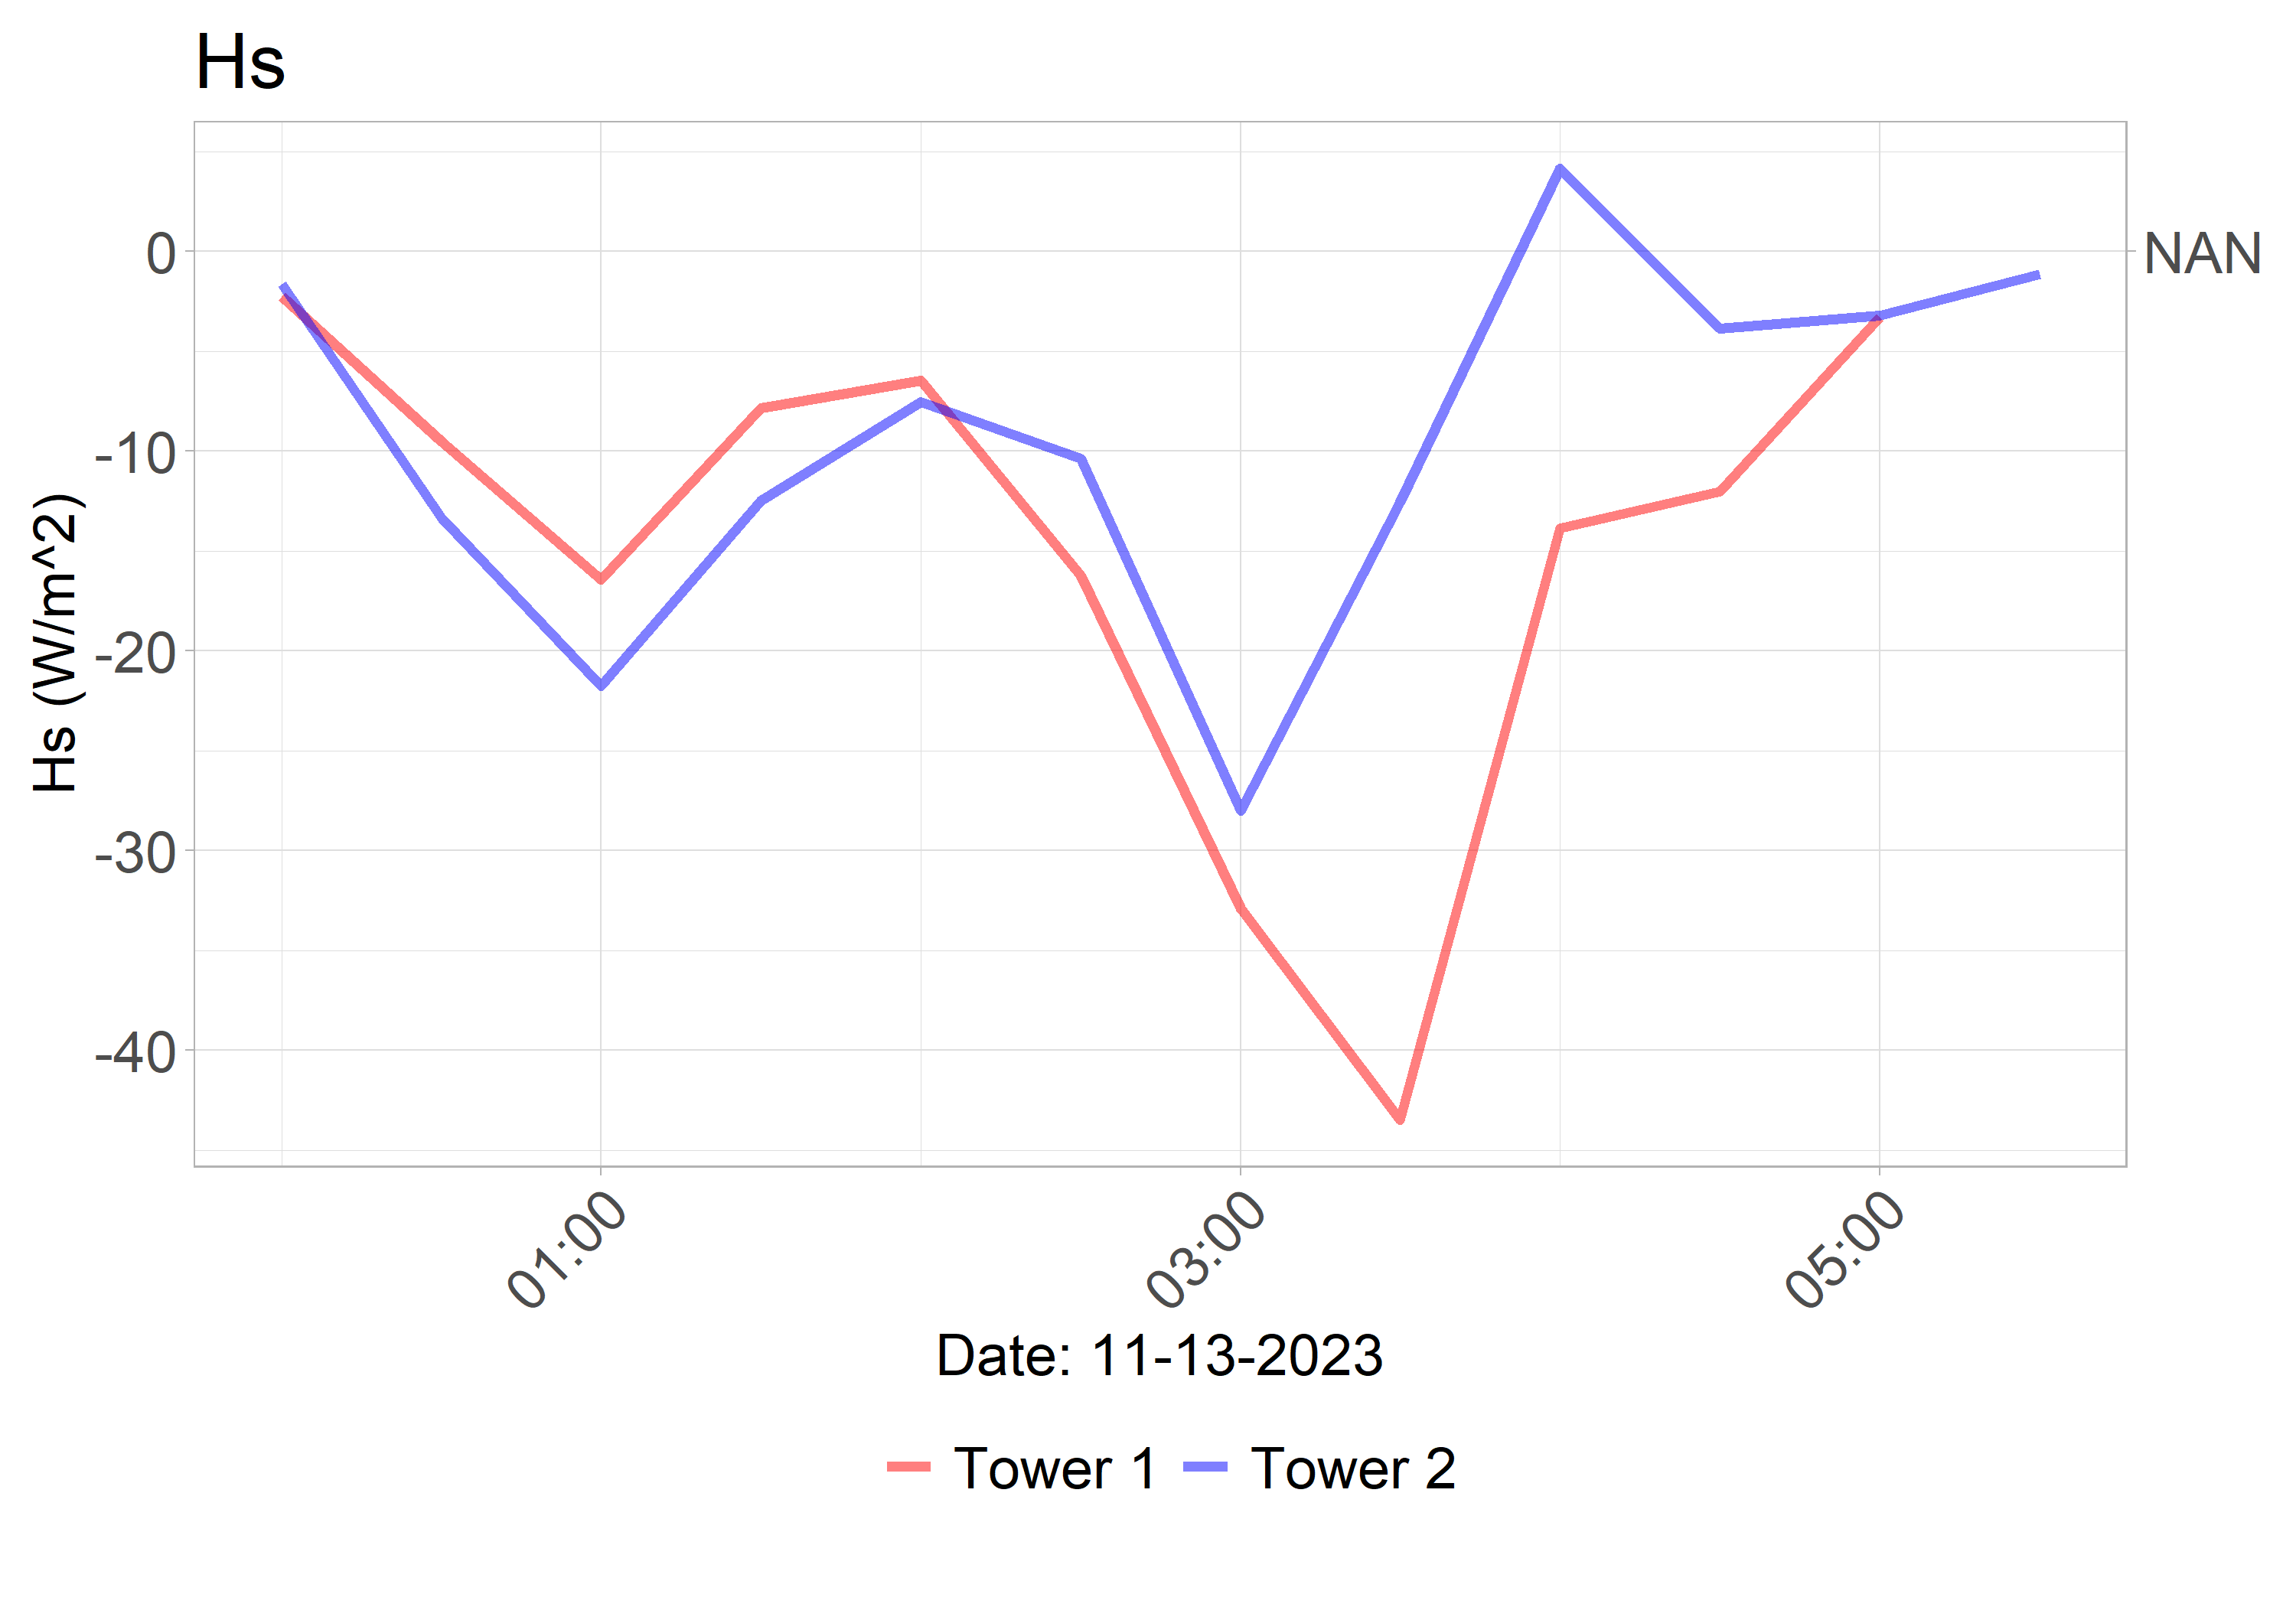 Hs
Hs (W/m^2)
0
-10
-20
-30
-40
NAN
01:00
03:00
05:00
Date: 11-13-2023
Tower 1
Tower 2